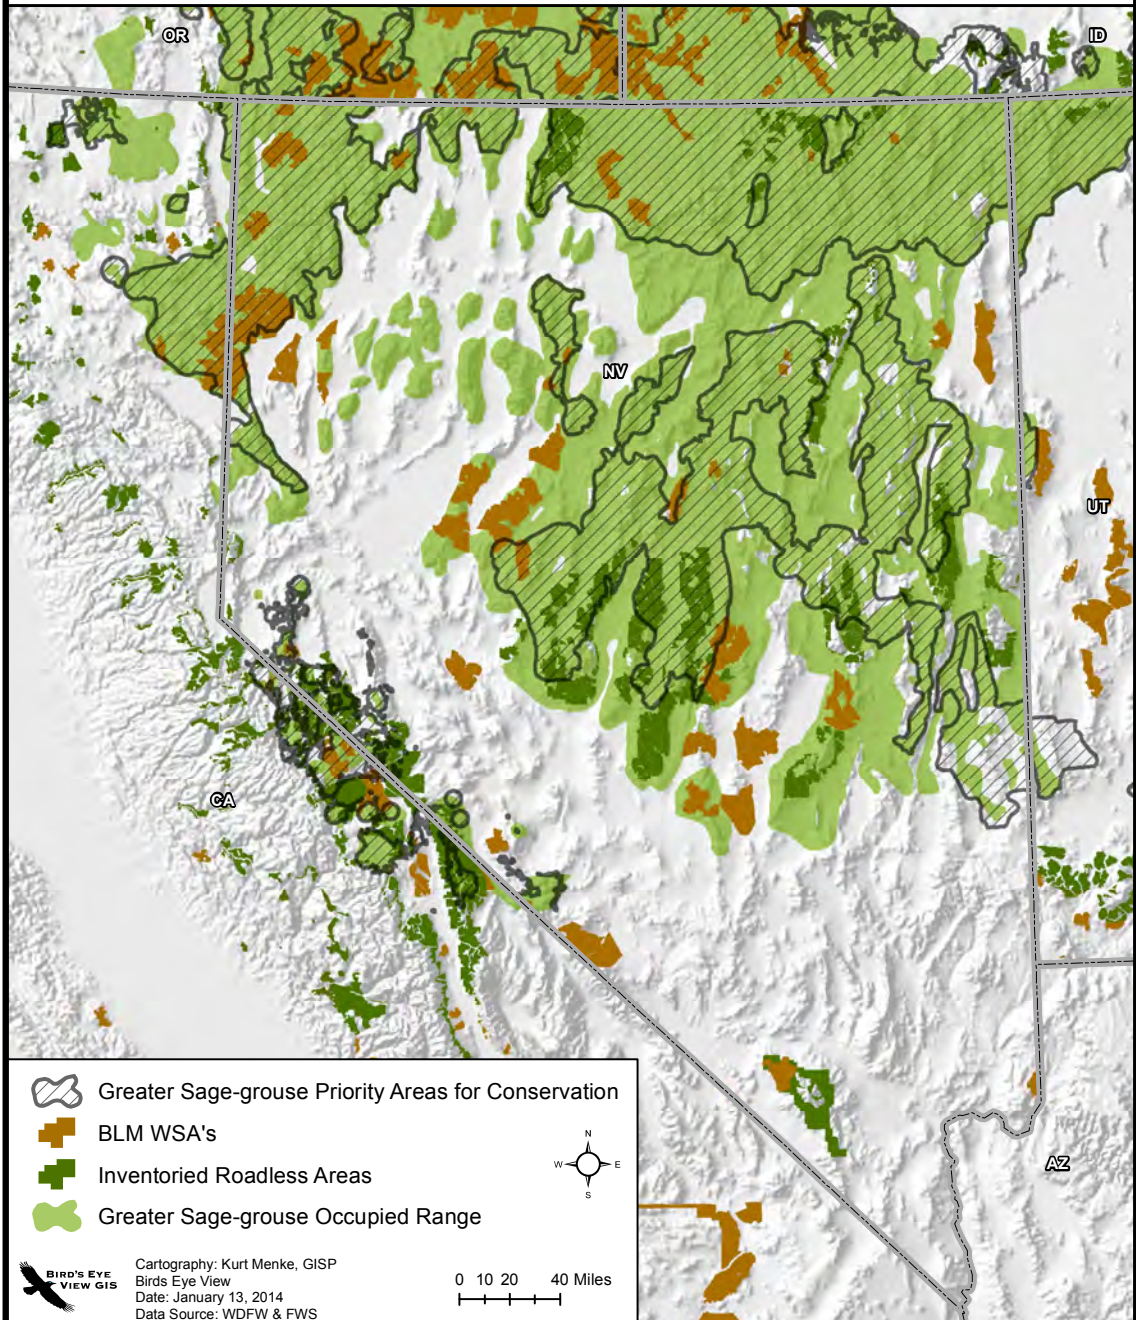 OR
ID
NV
UT
CA
AZ
Greater Sage-grouse Priority Areas for Conservation
BLM WSA's
Inventoried Roadless Areas
Greater Sage-grouse Occupied Range
N
W E
S
BIRD'S EYE
VIEW GIS
Cartography: Kurt Menke, GISP
Birds Eye View
Date: January 13, 2014
Data Source: WDFW & FWS
0 10 20 40 Miles